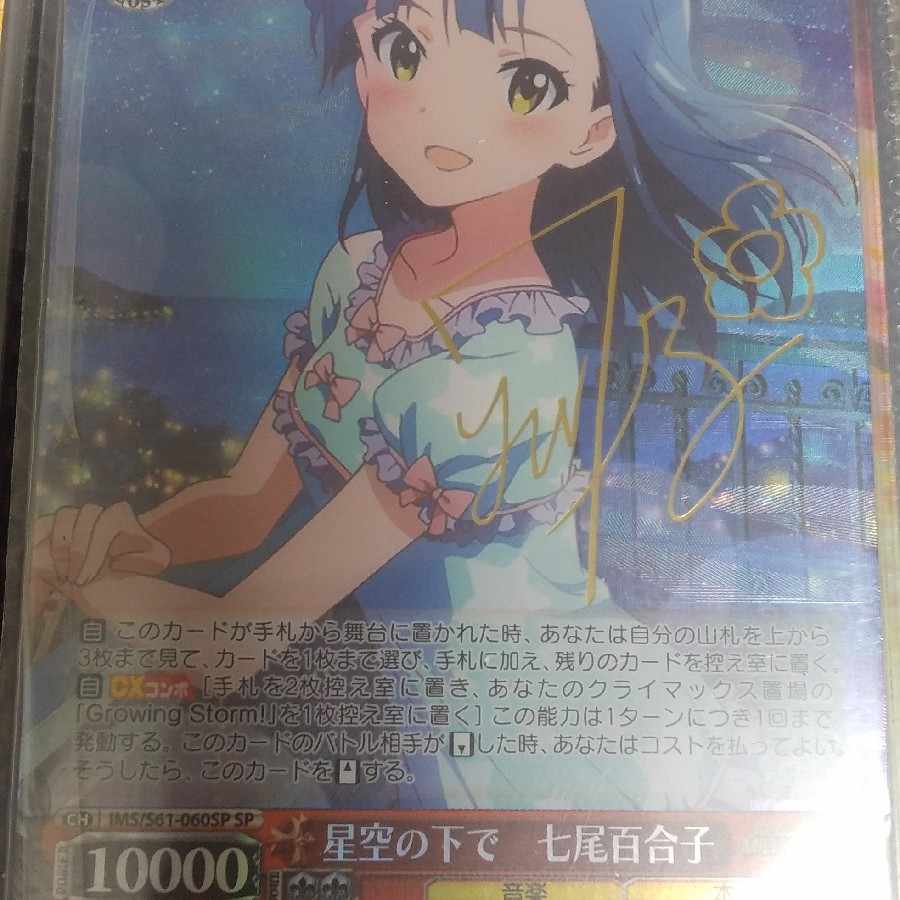 自 このカードが手札から舞台に置かれた時、あなたは自分の山札を上から
3枚まで見て、カードを1枚まで選び、手札に加え、残りのカードを控え室に置く。
自 CXコンボ [手札を2枚控え室に置き、あなたのクライマックス置場の
「Growing Storm!」を1枚控え室に置く] この能力は1ターンにつき1回まで
発動する。このカードのバトル相手が▼した時、あなたはコストを払ってよい。
そうしたら、このカードを▲する。
CH IMS/S61-060SP SP
10000
星空の下で 七尾百合子
音楽
本